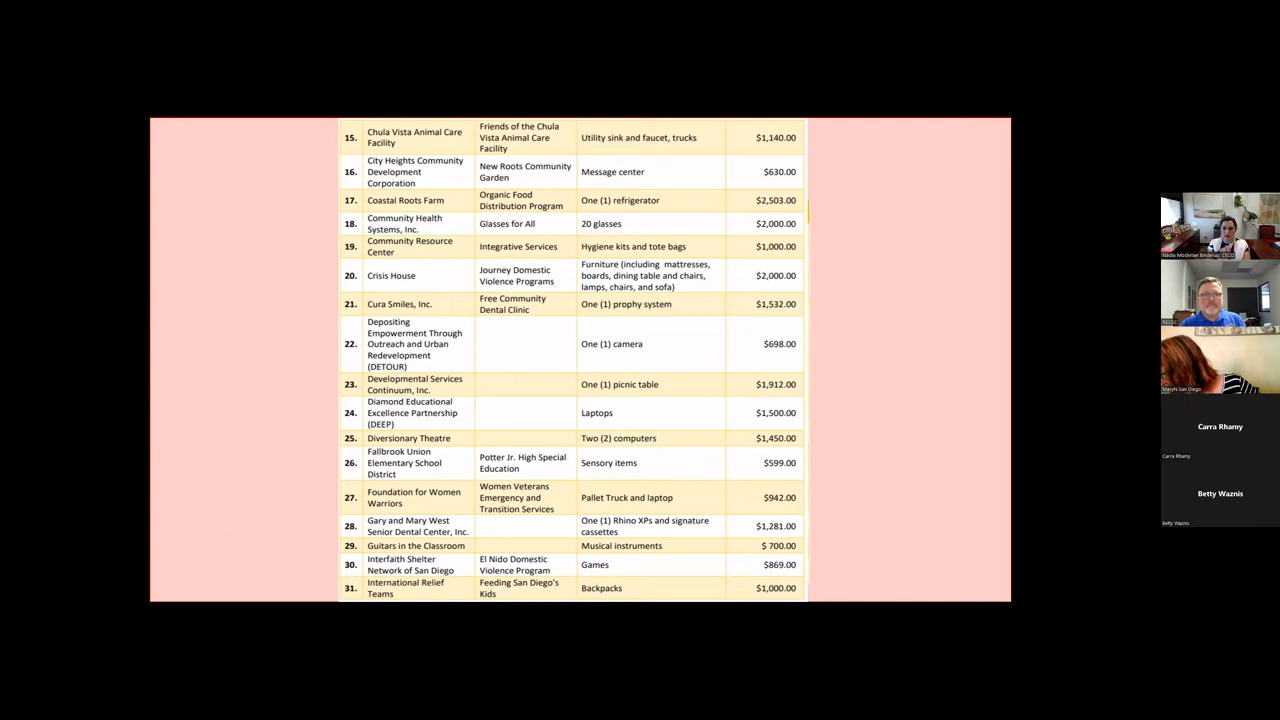 15.
Chula Vista Animal Care
Facility
Friends of the Chula
Vista Animal Care
Facility
Utility sink and faucet, trucks
$1,140.00
16.
City Heights Community
Development
Corporation
New Roots Community
Garden
Message center
$630.00
17.
Coastal Roots Farm
Organic Food
Distribution Program
One (1) refrigerator
$2,503.00
18.
Community Health
Systems, Inc.
Glasses for All
20 glasses
$2,000.00
19.
Community Resource
Center
Integrative Services
Hygiene kits and tote bags
$1,000.00
20.
Crisis House
Journey Domestic
Violence Programs
Furniture (including mattresses,
boards, dining table and chairs,
lamps, chairs, and sofa)
$2,000.00
21.
Cura Smiles, Inc.
Free Community
Dental Clinic
One (1) prophy system
$1,532.00
22.
Depositing
Empowerment Through
Outreach and Urban
Redevelopment
(DETOUR)
One (1) camera
$698.00
23.
Developmental Services
Continuum, Inc.
One (1) picnic table
$1,912.00
24.
Diamond Educational
Excellence Partnership
(DEEP)
Laptops
$1,500.00
25.
Diversionary Theatre
Two (2) computers
$1,450.00
26.
Fallbrook Union
Elementary School
District
Potter Jr. High Special
Education
Sensory items
$599.00
27.
Foundation for Women
Warriors
Women Veterans
Emergency and
Transition Services
Pallet Truck and laptop
$942.00
28.
Gary and Mary West
Senior Dental Center, Inc.
One (1) Rhino XPs and signature
cassettes
$1,281.00
29.
Guitars in the Classroom
Musical instruments
$ 700.00
30.
Interfaith Shelter
Network of San Diego
El Nido Domestic
Violence Program
Games
$869.00
31.
International Relief
Teams
Feeding San Diego's
Kids
Backpacks
$1,000.00
Nadia Moshirian Binderup, CECO
RESDC
MaryN San Diego
Carra Rhamy
Carra Rhamy
Betty Waznis
Betty Waznis